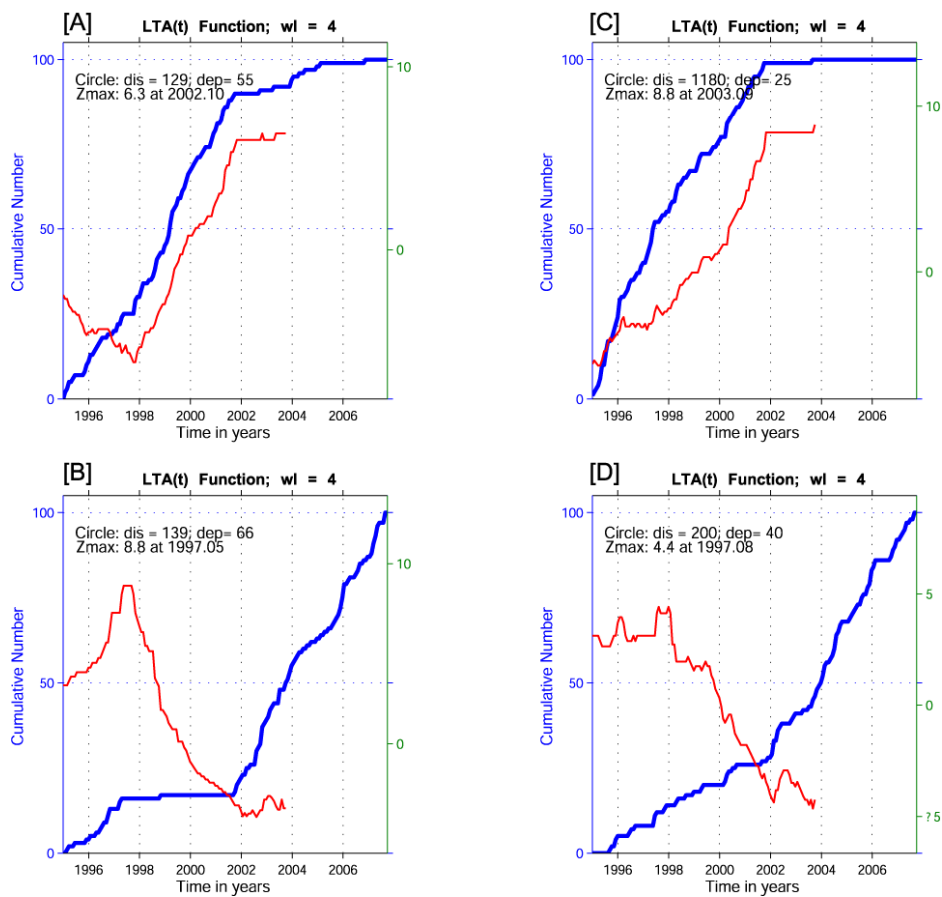 [A]
LTA(t) Function; wl = 4
100
Circle: dis = 129; dep= 55
Zmax: 6.3 at 2002.10
10
Cumulative Number
50
0
0
1996 1998 2000 2002 2004 2006
Time in years
[C]
LTA(t) Function; wl = 4
100
Circle: dis = 1180; dep= 25
Zmax: 8.8 at 2003.09
10
Cumulative Number
50
0
0
1996 1998 2000 2002 2004 2006
Time in years
[B]
LTA(t) Function; wl = 4
100
Circle: dis = 139; dep= 66
Zmax: 8.8 at 1997.05
10
Cumulative Number
50
0
0
1996 1998 2000 2002 2004 2006
Time in years
[D]
LTA(t) Function; wl = 4
100
Circle: dis = 200; dep= 40
Zmax: 4.4 at 1997.08
5
Cumulative Number
50
0
?5
0
1996 1998 2000 2002 2004 2006
Time in years